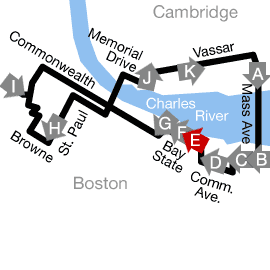 Cambridge
Commonwealth
Memorial
Drive
Vassar
J
K
A
I
Charles
River
Mass Ave
H
St. Paul
Browne
G
F
E
Bay
State
D
C
B
Comm.
Ave.
Boston